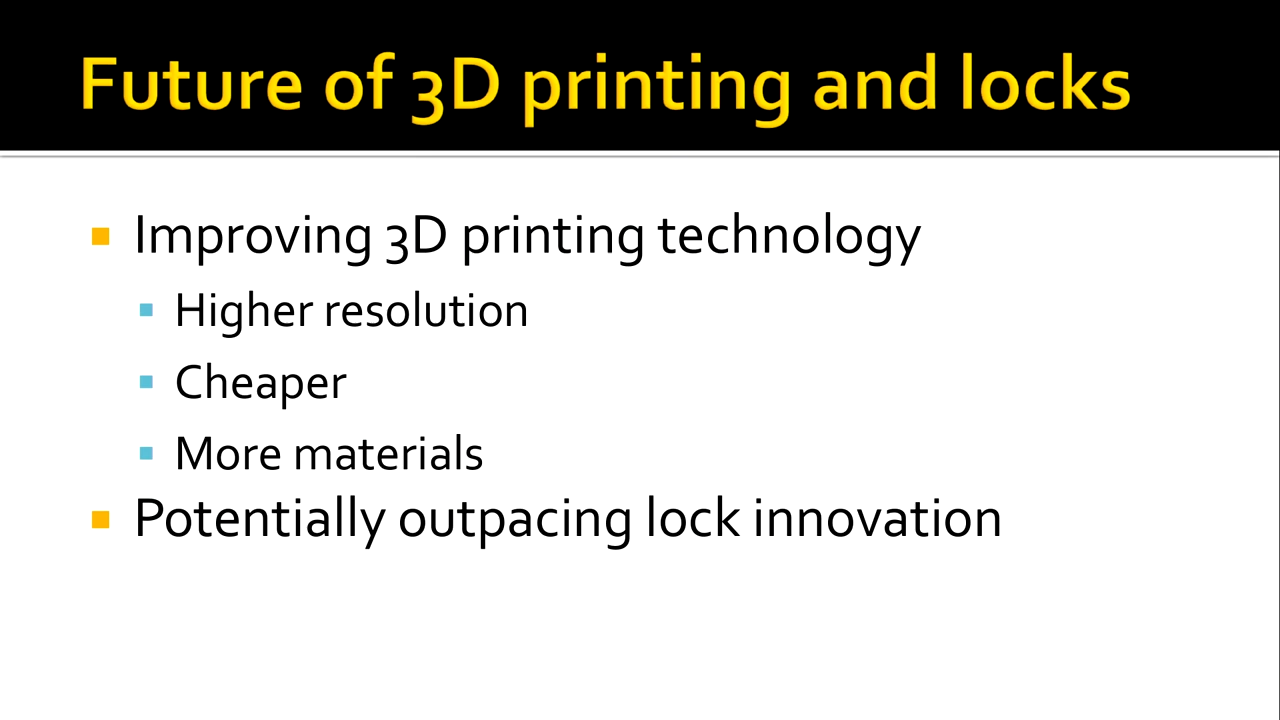 Future of 3D printing and locks
Improving 3D printing technology
Higher resolution
Cheaper
More materials
Potentially outpacing lock innovation